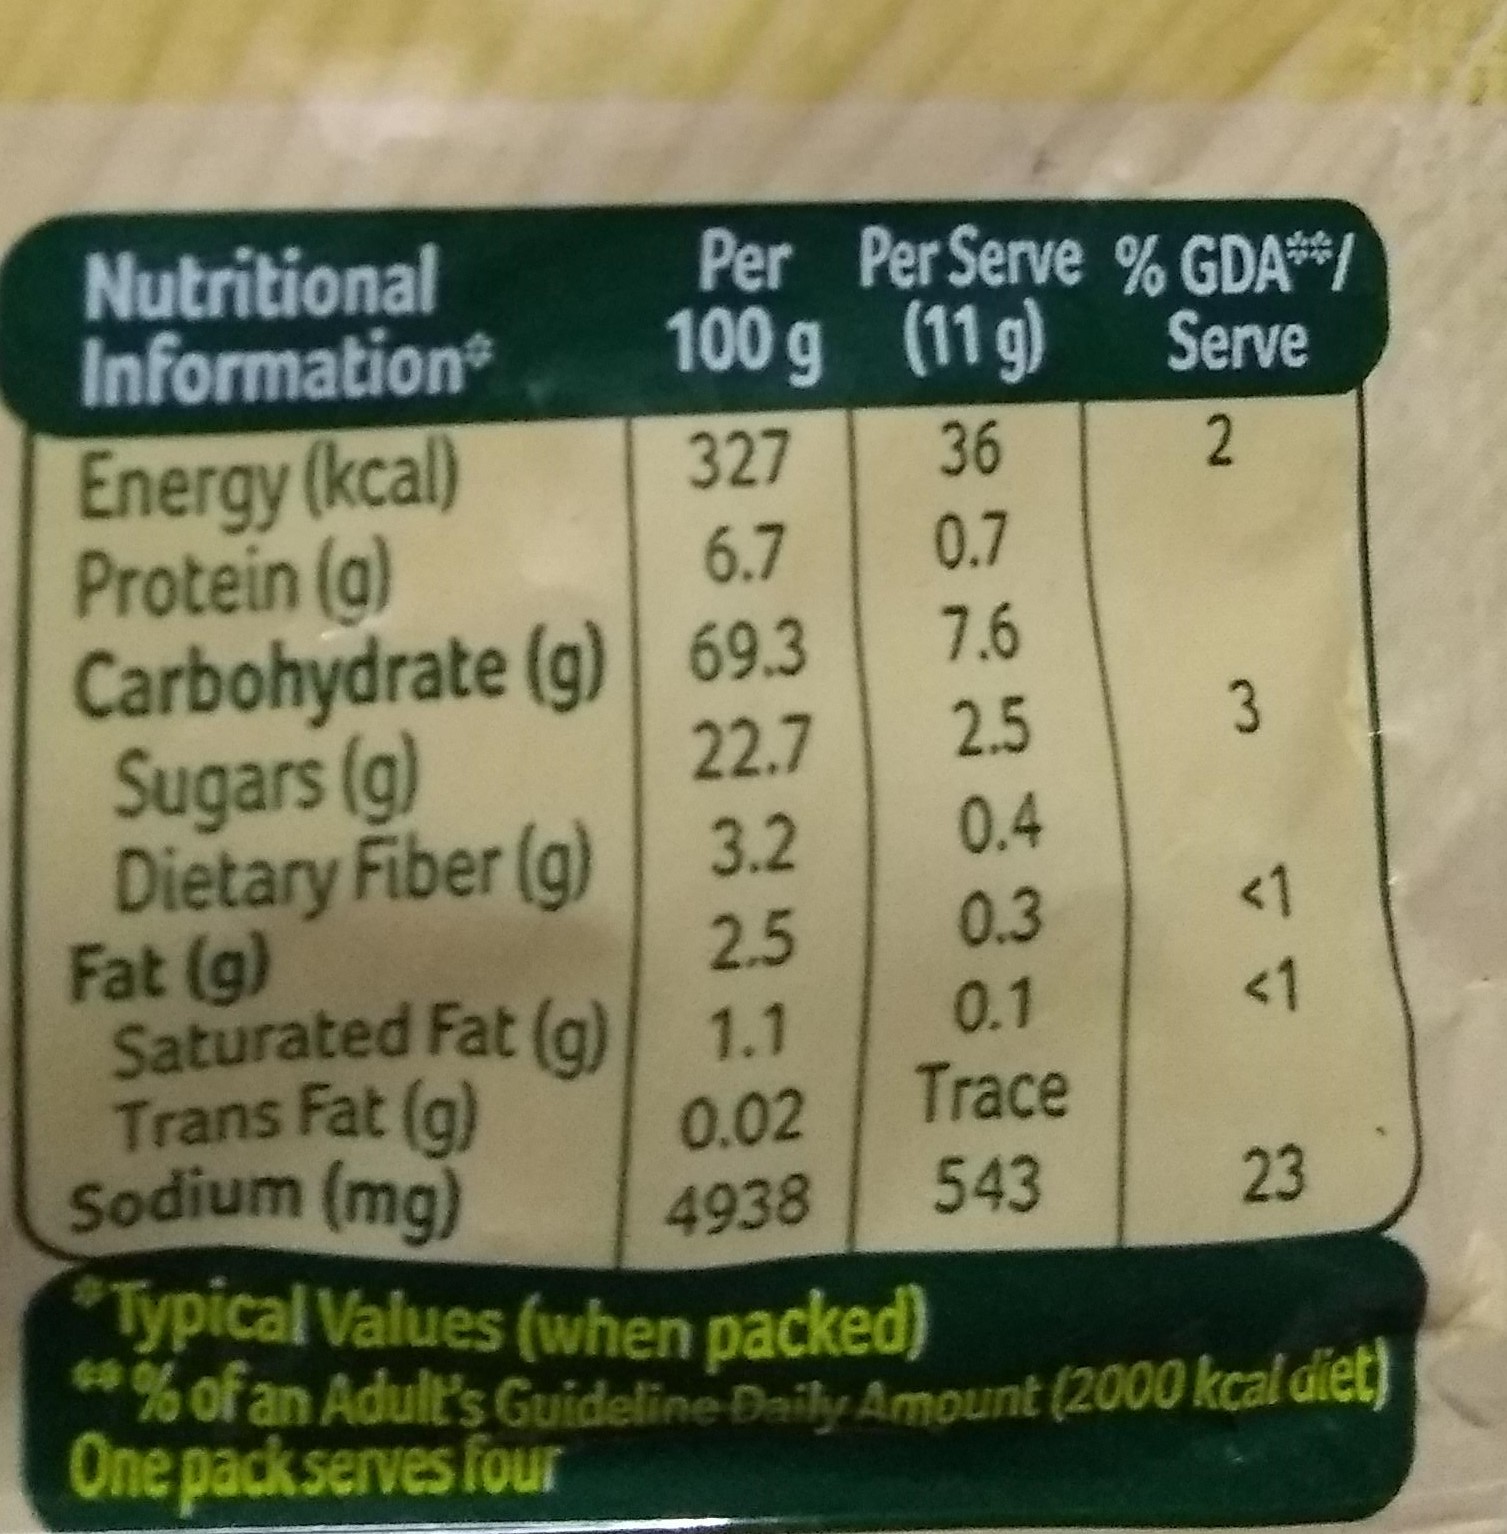 Nutritional Information* Per 100 g Per Serve (11 g) % GDA**/ Serve
Energy (kcal) 327 36 2
Protein (g) 6.7 0.7
Carbohydrate (g) 69.3 7.6
Sugars (g) 22.7 2.5 3
Dietary Fiber (g) 3.2 0.4
Fat (g) 2.5 0.3 <1
Saturated Fat (g) 1.1 0.1 <1
Trans Fat (g) 0.02 Trace
Sodium (mg) 4938 543 23
*Typical Values (when packed)
**% of an Adult's Guideline Daily Amount (2000 kcal diet)
One pack serves four